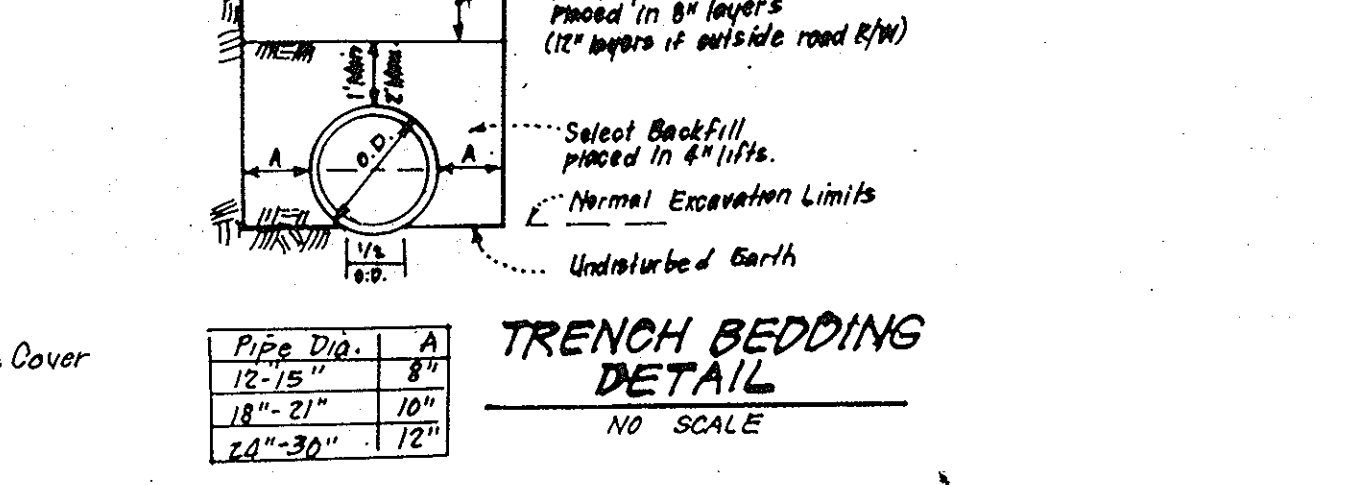 Placed in 8" layers
(12" layers if outside road R/W)
1' Min
2' Max.
Select Backfill
placed in 4" lifts.
O.D.
A
A
Normal Excavation Limits
1/2
O.D.
Undisturbed Earth
Cover
TRENCH BEDDING
DETAIL
NO SCALE
Pipe Dia. A
12-15" 8"
18"-21" 10"
24"-30" 12"